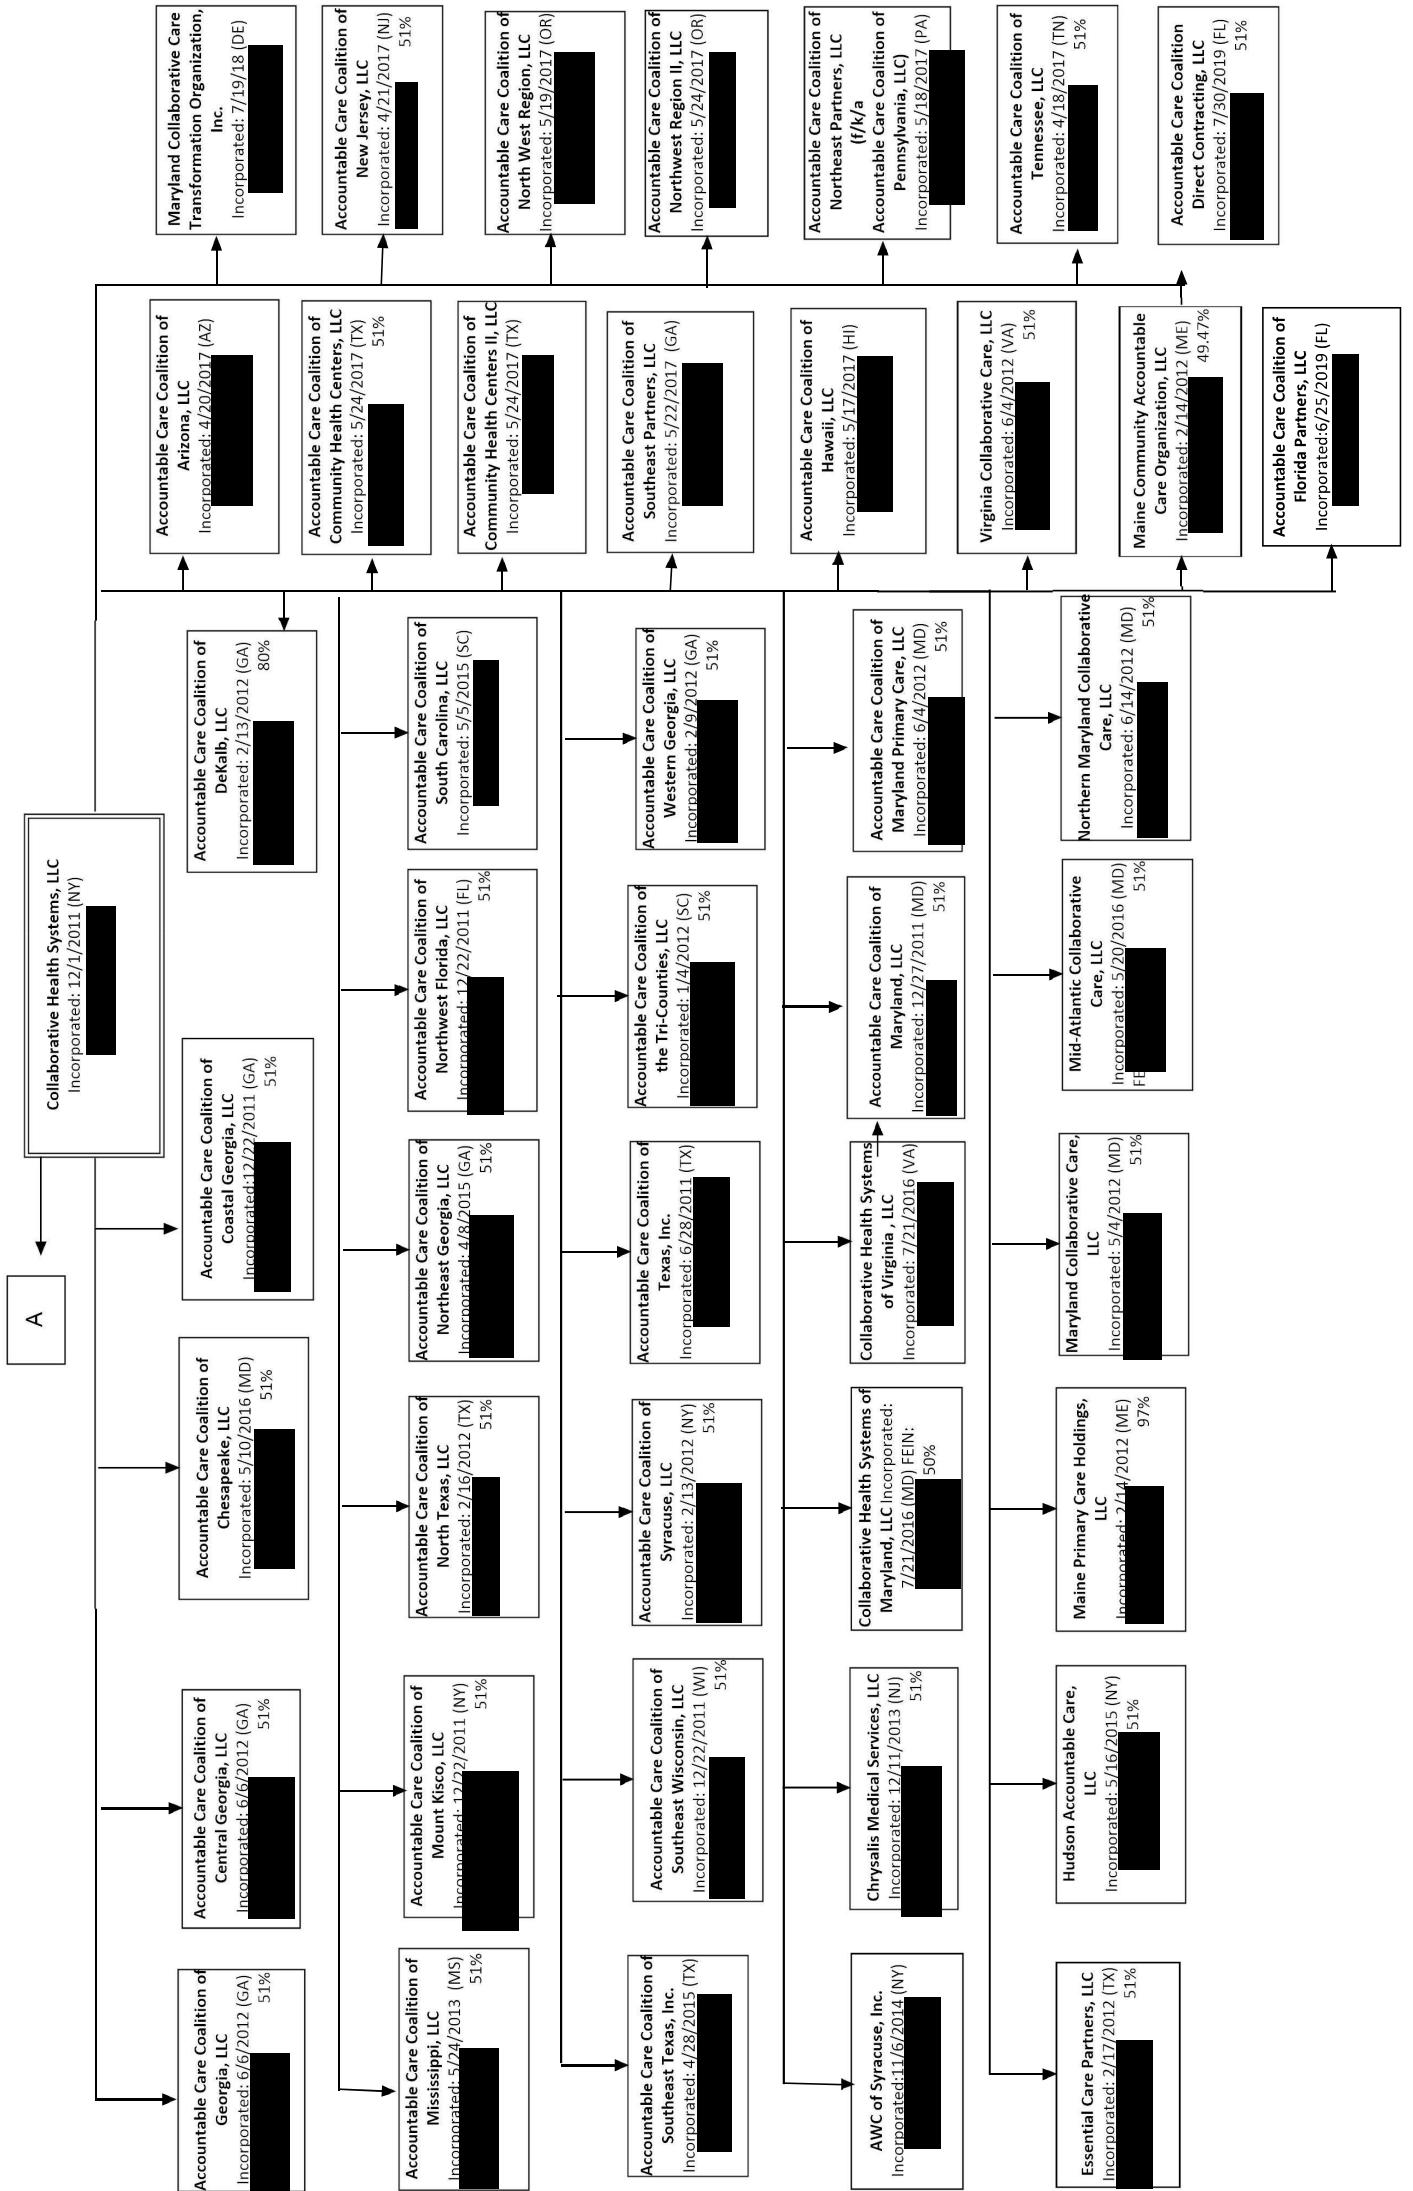 A
Collaborative Health Systems, LLC
Incorporated: 12/1/2011 (NY)
Accountable Care Coalition of
Georgia, LLC
Incorporated: 6/6/2012 (GA)
51%
Accountable Care Coalition of
Central Georgia, LLC
Incorporated: 6/6/2012 (GA)
51%
Accountable Care Coalition of
Chesapeake, LLC
Incorporated: 5/10/2016 (MD)
51%
Accountable Care Coalition of
Coastal Georgia, LLC
Incorporated:12/22/2011 (GA)
51%
Accountable Care Coalition of
DeKalb, LLC
Incorporated: 2/13/2012 (GA)
80%
Accountable Care Coalition of
Arizona, LLC
Incorporated: 4/20/2017 (AZ)
Maryland Collaborative Care
Transformation Organization,
Inc.
Incorporated: 7/19/18 (DE)
Accountable Care Coalition of
Community Health Centers, LLC
Incorporated: 5/24/2017 (TX)
51%
Accountable Care Coalition of
New Jersey, LLC
Incorporated: 4/21/2017 (NJ)
51%
Accountable Care Coalition of
Mississippi, LLC
Incorporated: 5/24/2013 (MS)
51%
Accountable Care Coalition of
Mount Kisco, LLC
Incorporated: 12/22/2011 (NY)
51%
Accountable Care Coalition of
North Texas, LLC
Incorporated: 2/16/2012 (TX)
51%
Accountable Care Coalition of
Northeast Georgia, LLC
Incorporated: 4/8/2015 (GA)
51%
Accountable Care Coalition of
Northwest Florida, LLC
Incorporated: 12/22/2011 (FL)
51%
Accountable Care Coalition of
South Carolina, LLC
Incorporated: 5/5/2015 (SC)
Accountable Care Coalition of
Community Health Centers II, LLC
Incorporated: 5/24/2017 (TX)
Accountable Care Coalition of
North West Region, LLC
Incorporated: 5/19/2017 (OR)
Accountable Care Coalition of
Southeast Texas, Inc.
Incorporated: 4/28/2015 (TX)
Accountable Care Coalition of
Southeast Wisconsin, LLC
Incorporated: 12/22/2011 (WI)
51%
Accountable Care Coalition of
Syracuse, LLC
Incorporated: 2/13/2012 (NY)
51%
Accountable Care Coalition of
Texas, Inc.
Incorporated: 6/28/2011 (TX)
Accountable Care Coalition of
the Tri-Counties, LLC
Incorporated: 1/4/2012 (SC)
51%
Accountable Care Coalition of
Western Georgia, LLC
Incorporated: 2/9/2012 (GA)
51%
Accountable Care Coalition of
Southeast Partners, LLC
Incorporated: 5/22/2017 (GA)
Accountable Care Coalition of
Northwest Region II, LLC
Incorporated: 5/24/2017 (OR)
AWC of Syracuse, Inc.
Incorporated:11/6/2014 (NY)
Chrysalis Medical Services, LLC
Incorporated: 12/11/2013 (NJ)
51%
Collaborative Health Systems of
Maryland, LLC Incorporated:
7/21/2016 (MD) FEIN:
50%
Collaborative Health Systems
of Virginia , LLC
Incorporated: 7/21/2016 (VA)
Accountable Care Coalition of
Maryland, LLC
Incorporated: 12/27/2011 (MD)
51%
Accountable Care Coalition of
Maryland Primary Care, LLC
Incorporated: 6/4/2012 (MD)
51%
Accountable Care Coalition of
Hawaii, LLC
Incorporated: 5/17/2017 (HI)
Accountable Care Coalition of
Northeast Partners, LLC
(f/k/a
Accountable Care Coalition of
Pennsylvania, LLC)
Incorporated: 5/18/2017 (PA)
Virginia Collaborative Care, LLC
Incorporated: 6/4/2012 (VA)
51%
Accountable Care Coalition of
Tennessee, LLC
Incorporated: 4/18/2017 (TN)
51%
Essential Care Partners, LLC
Incorporated: 2/17/2012 (TX)
51%
Hudson Accountable Care,
LLC
Incorporated: 5/16/2015 (NY)
51%
Maine Primary Care Holdings,
LLC
Incorporated: 2/14/2012 (ME)
97%
Maryland Collaborative Care,
LLC
Incorporated: 5/4/2012 (MD)
51%
Mid-Atlantic Collaborative
Care, LLC
Incorporated: 5/20/2016 (MD)
FE
51%
Northern Maryland Collaborative
Care, LLC
Incorporated: 6/14/2012 (MD)
51%
Maine Community Accountable
Care Organization, LLC
Incorporated: 2/14/2012 (ME)
49.47%
Accountable Care Coalition
Direct Contracting, LLC
Incorporated: 7/30/2019 (FL)
51%
Accountable Care Coalition of
Florida Partners, LLC
Incorporated:6/25/2019 (FL)